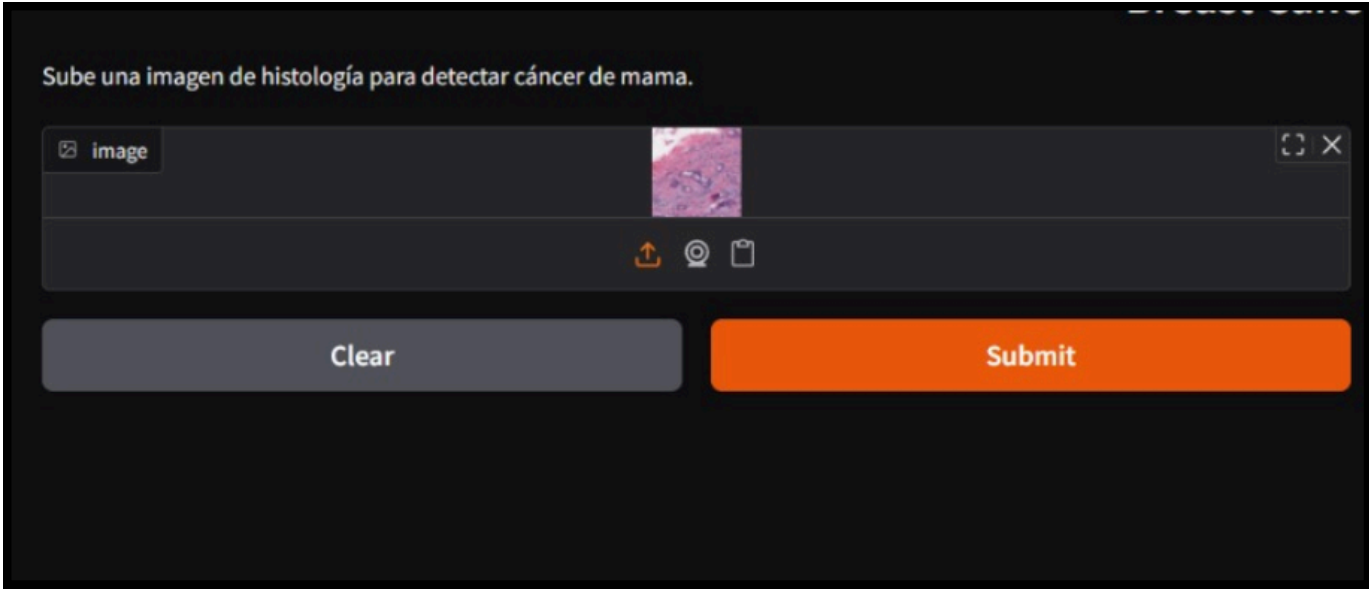 Sube una imagen de histología para detectar cáncer de mama.
image
Clear
Submit